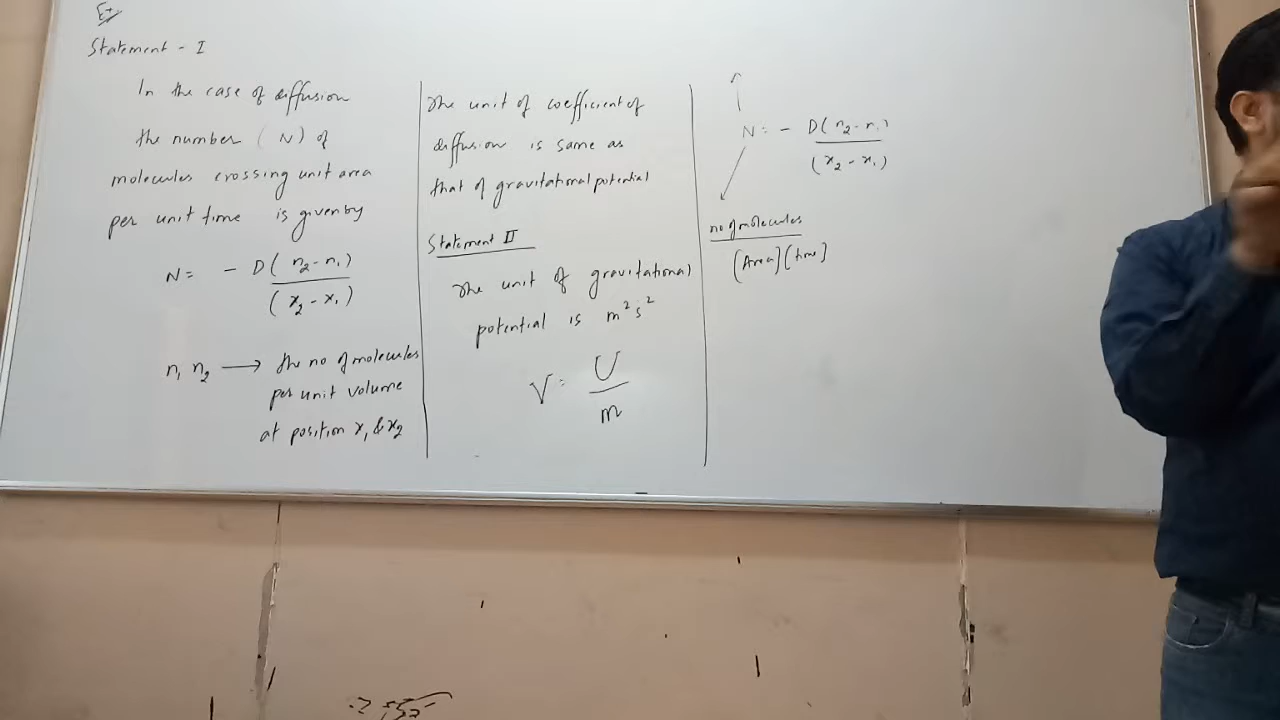 Ex
Statement - I
In the case of diffusion
the number (N) of
molecules crossing unit area
per unit time is given by
N = - D(n₂-n₁)
(x₂-x₁)
n₁ n₂ → the no of molecules
per unit volume
at position x₁ & x₂
The unit of coefficient of
diffusion is same as
that of gravitational potential
Statement II
The unit of gravitational
potential is m² s²
V = U
m
N = - D(n₂-n₁)
(x₂-x₁)
no of molecules
[Area][time]